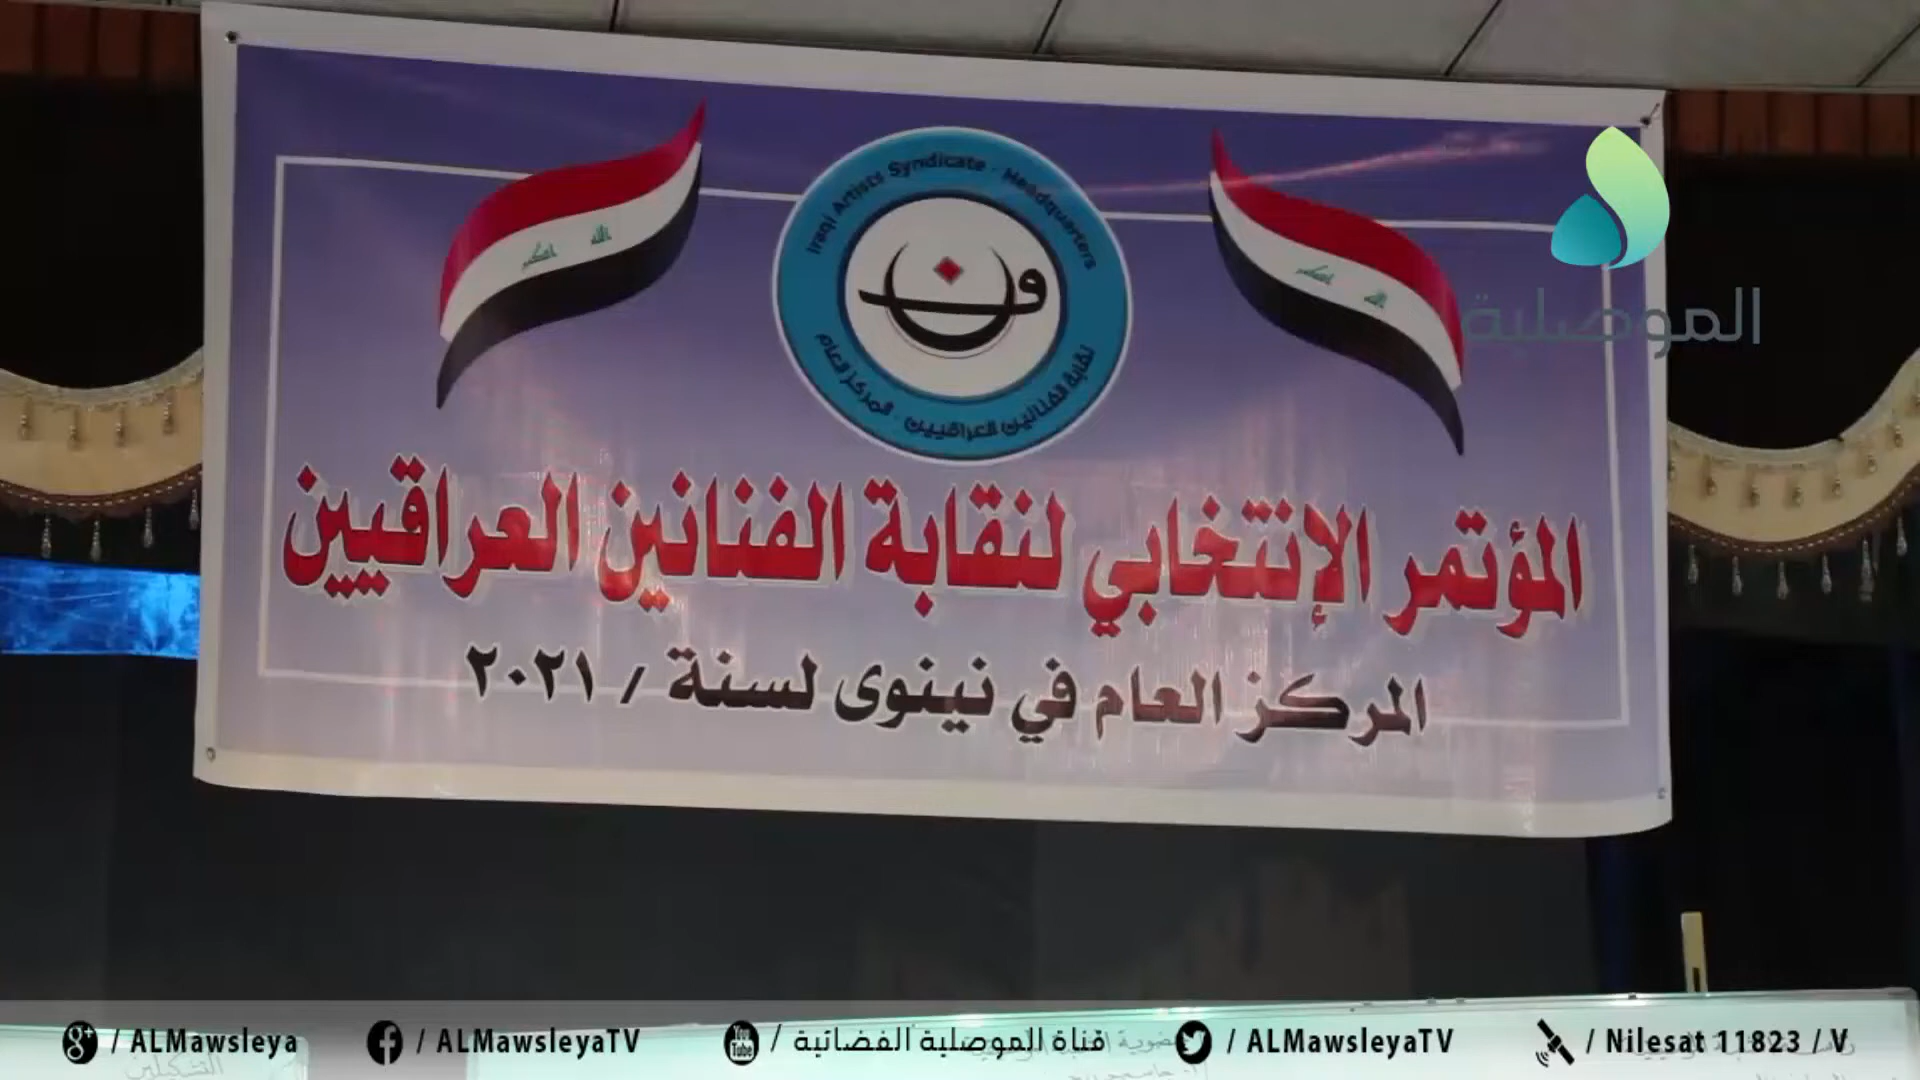 Iraqi Artists Syndicate - Headquarters
نقابة الفنانين العراقيين - المركز العام
الموصلية
المؤتمر الإنتخابي لنقابة الفنانين العراقيين
المركز العام في نينوى لسنة / ٢٠٢١
/ ALMawsleya
/ ALMawsleyaTV
/ قناة الموصلية الفضائية
/ ALMawsleyaTV
/ Nilesat 11823 / V